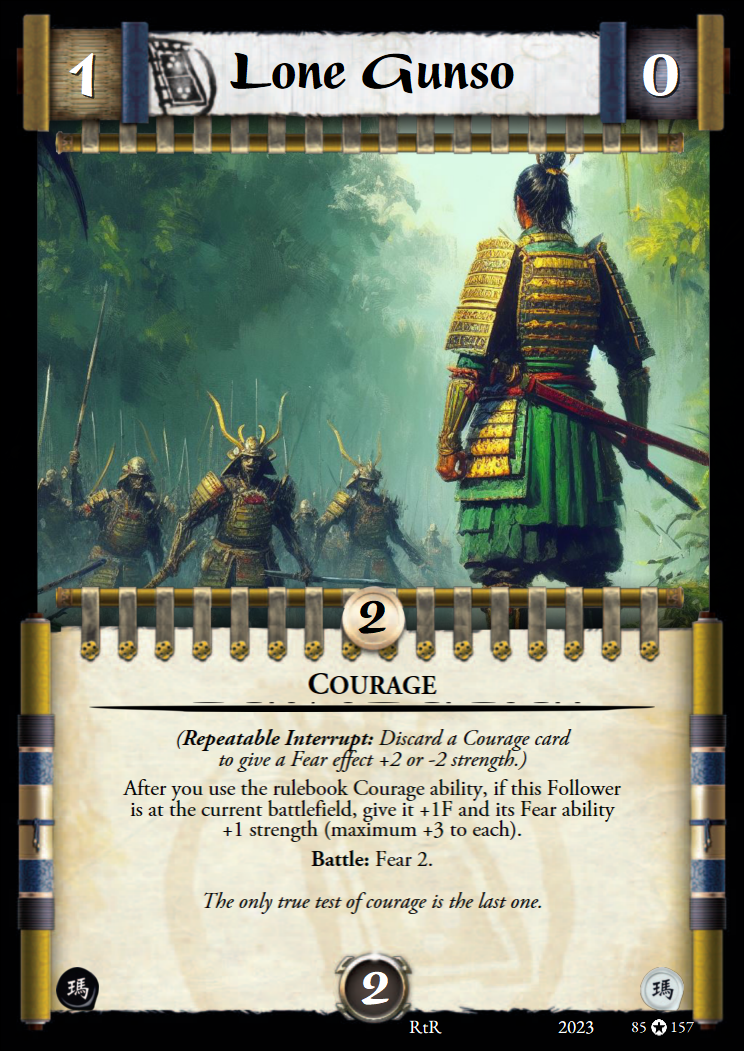 1
Lone Gunso
0
2
Courage
(Repeatable Interrupt: Discard a Courage card
to give a Fear effect +2 or -2 strength.)
After you use the rulebook Courage ability, if this Follower
is at the current battlefield, give it +1F and its Fear ability
+1 strength (maximum +3 to each).
Battle: Fear 2.
The only true test of courage is the last one.
瑪
2
瑪
RtR 2023 85 ✪ 157